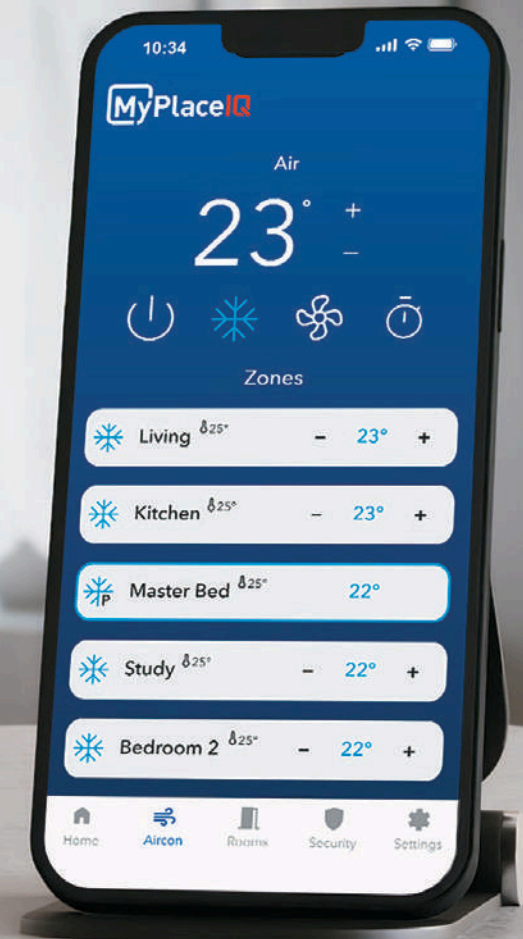 10:34
MyPlaceIQ
Air
23°
+
−
Zones
Living 25° - 23° +
Kitchen 25° - 23° +
P Master Bed 25° 22°
Study 25° - 22° +
Bedroom 2 25° - 22° +
Home Aircon Rooms Security Settings